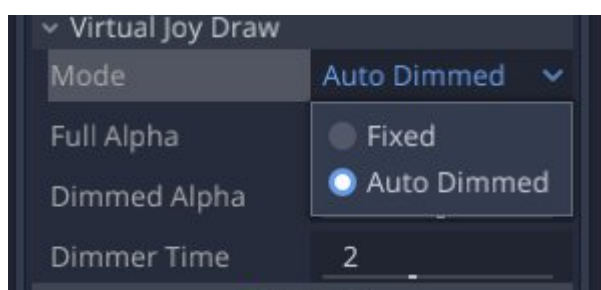 Virtual Joy Draw
Mode Auto Dimmed
Full Alpha Fixed
Dimmed Alpha Auto Dimmed
Dimmer Time 2